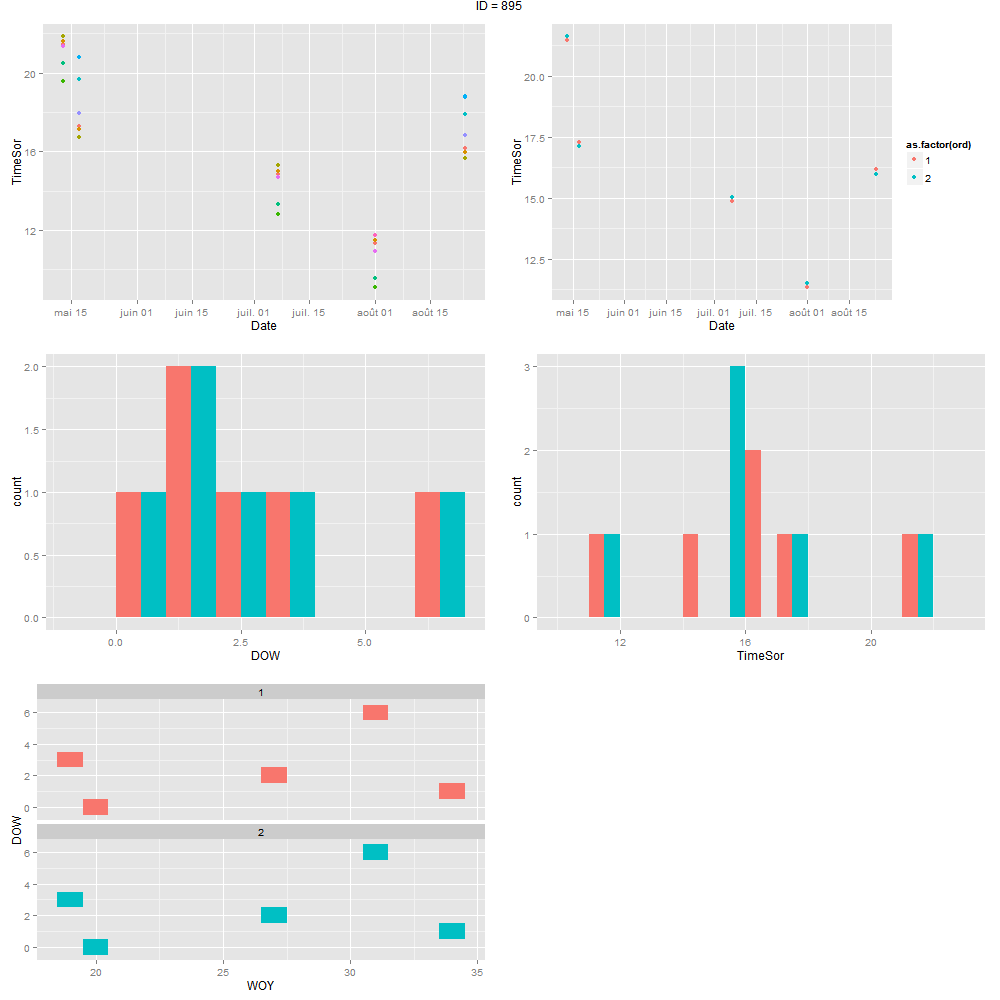 ID = 895
20
16
12
TimeSor
mai 15
juin 01
juin 15
juil. 01
juil. 15
août 01
août 15
Date
20.0
17.5
15.0
12.5
TimeSor
mai 15
juin 01
juin 15
juil. 01
juil. 15
août 01
août 15
Date
as.factor(ord)
1
2
2.0
1.5
1.0
0.5
0.0
count
0.0
2.5
5.0
DOW
3
2
1
0
count
12
16
20
TimeSor
1
6
4
2
0
2
6
4
2
0
DOW
20
25
30
35
WOY